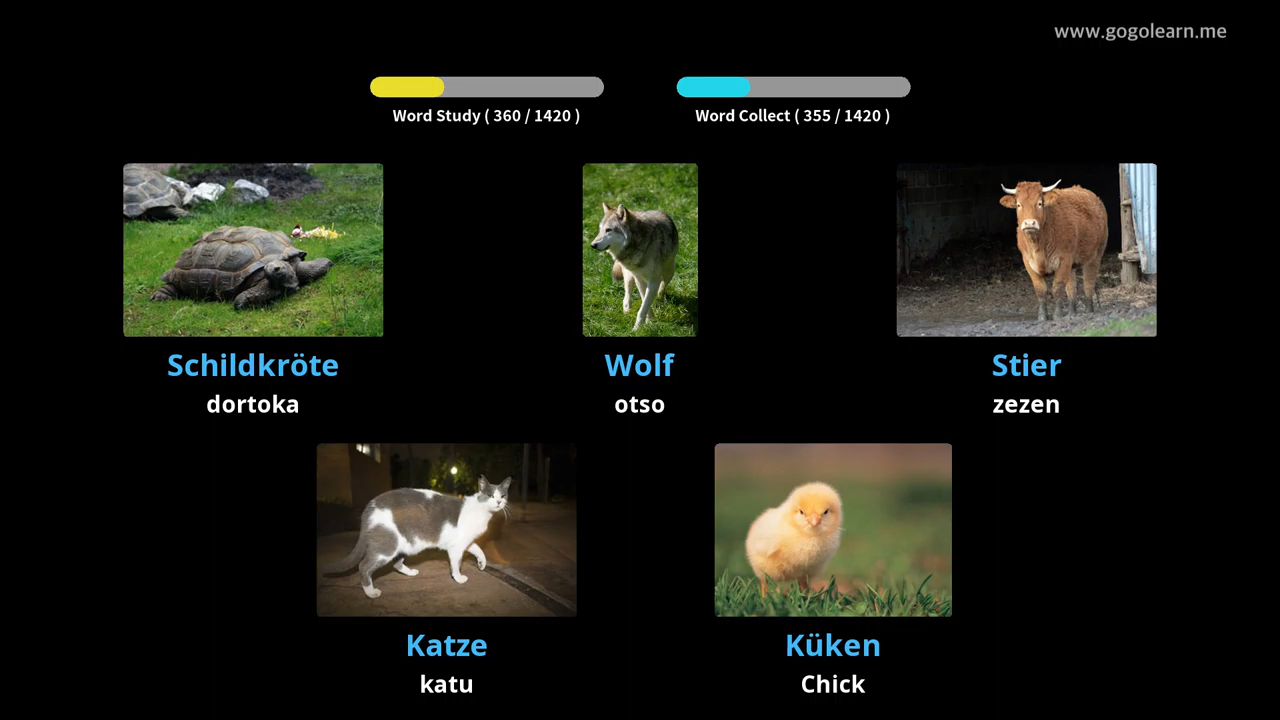 www.gogolearn.me
Word Study ( 360 / 1420 )
Word Collect ( 355 / 1420 )
Schildkröte
dortoka
Wolf
otso
Stier
zezen
Katze
katu
Küken
Chick